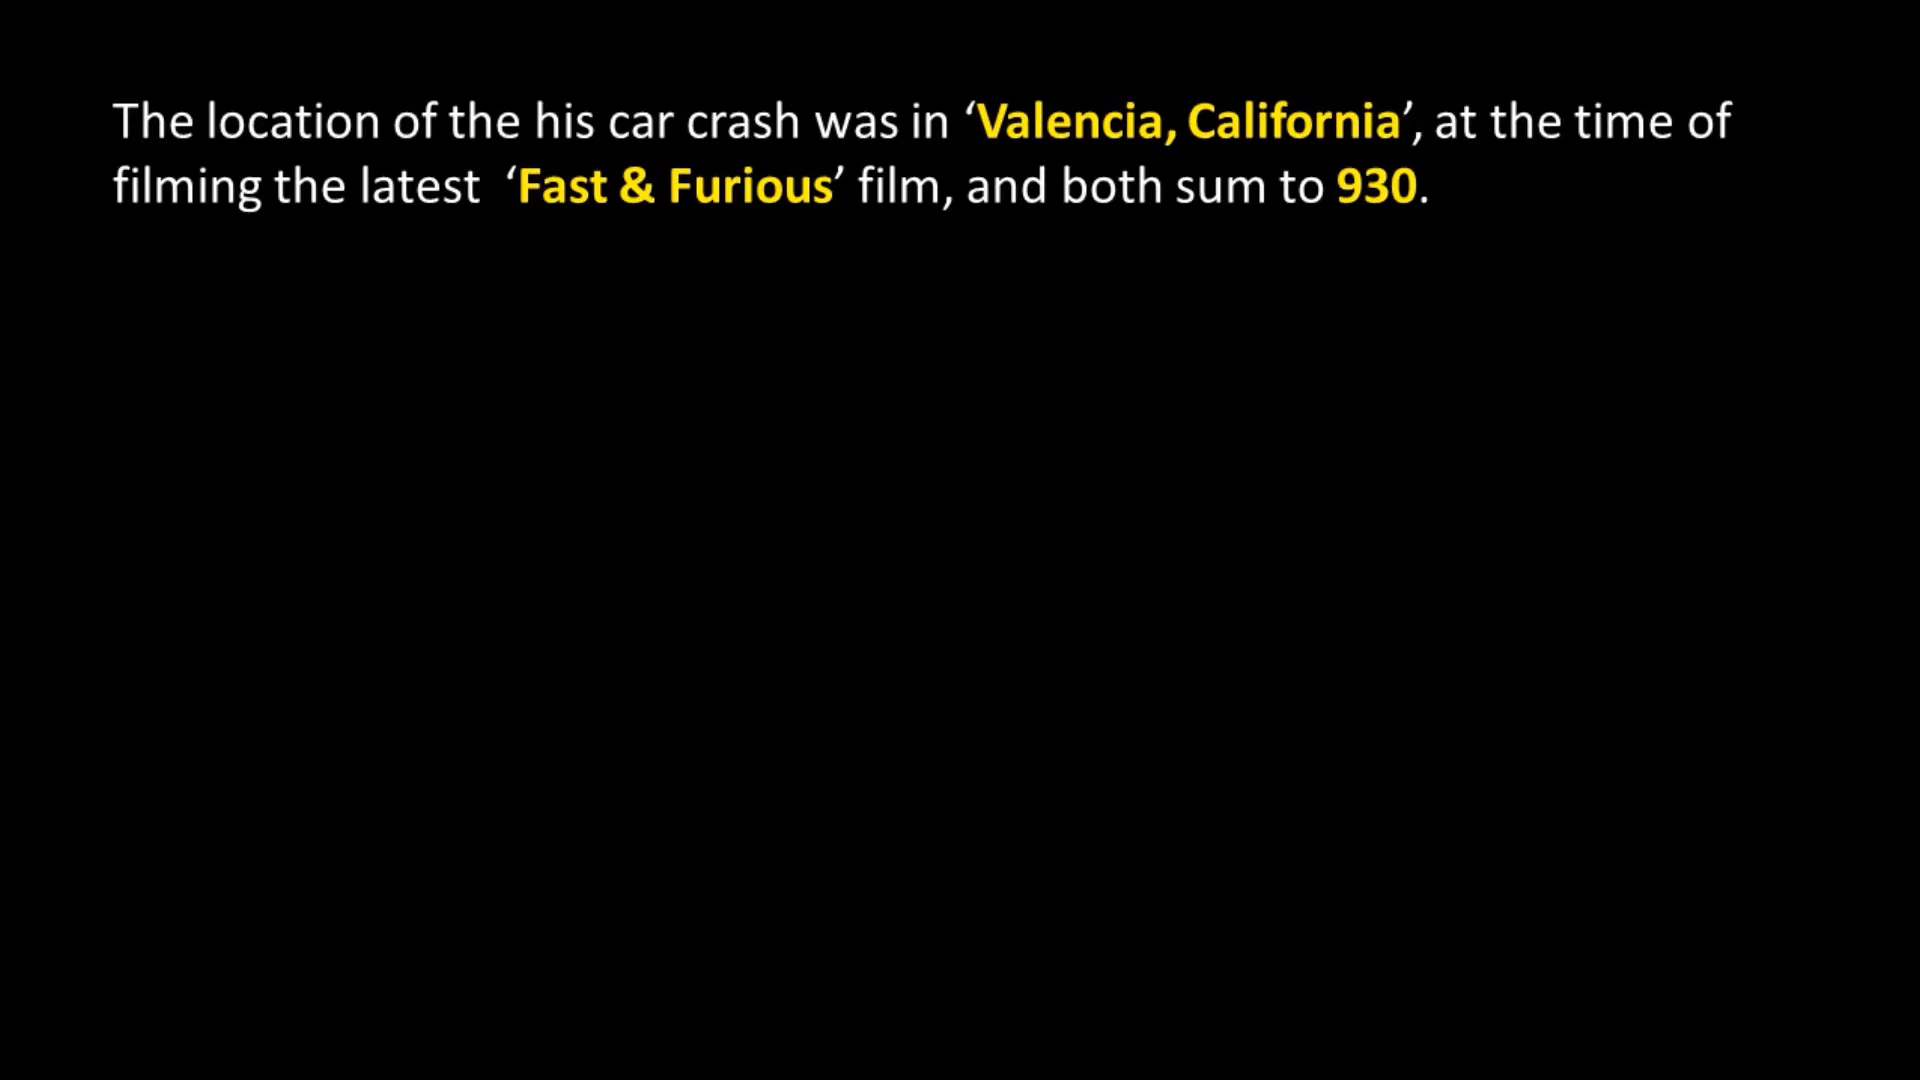 The location of the his car crash was in ‘Valencia, California’, at the time of
filming the latest  ‘Fast & Furious’ film, and both sum to 930.